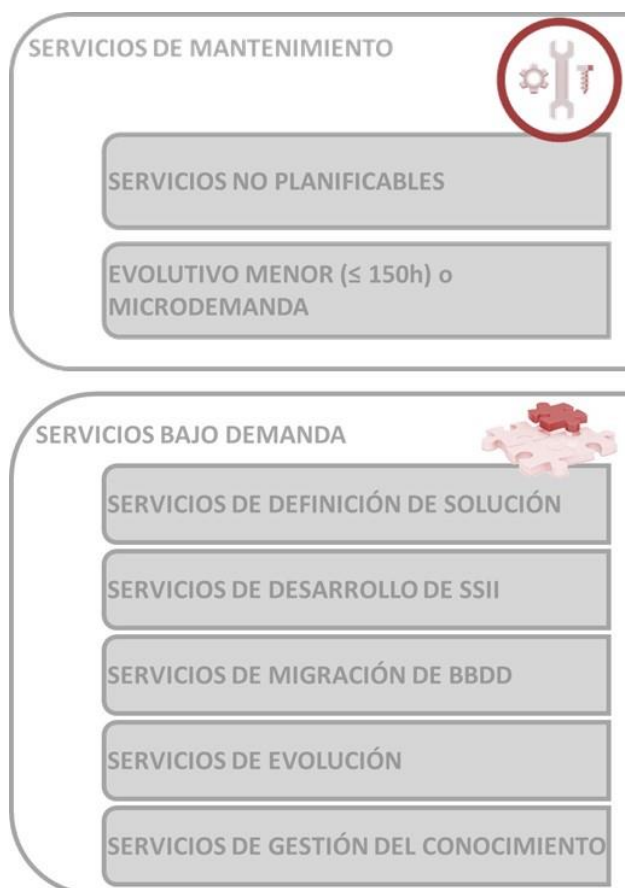 SERVICIOS DE MANTENIMIENTO
SERVICIOS NO PLANIFICABLES
EVOLUTIVO MENOR (≤ 150h) o
MICRODEMANDA
SERVICIOS BAJO DEMANDA
SERVICIOS DE DEFINICIÓN DE SOLUCIÓN
SERVICIOS DE DESARROLLO DE SSII
SERVICIOS DE MIGRACIÓN DE BBDD
SERVICIOS DE EVOLUCIÓN
SERVICIOS DE GESTIÓN DEL CONOCIMIENTO